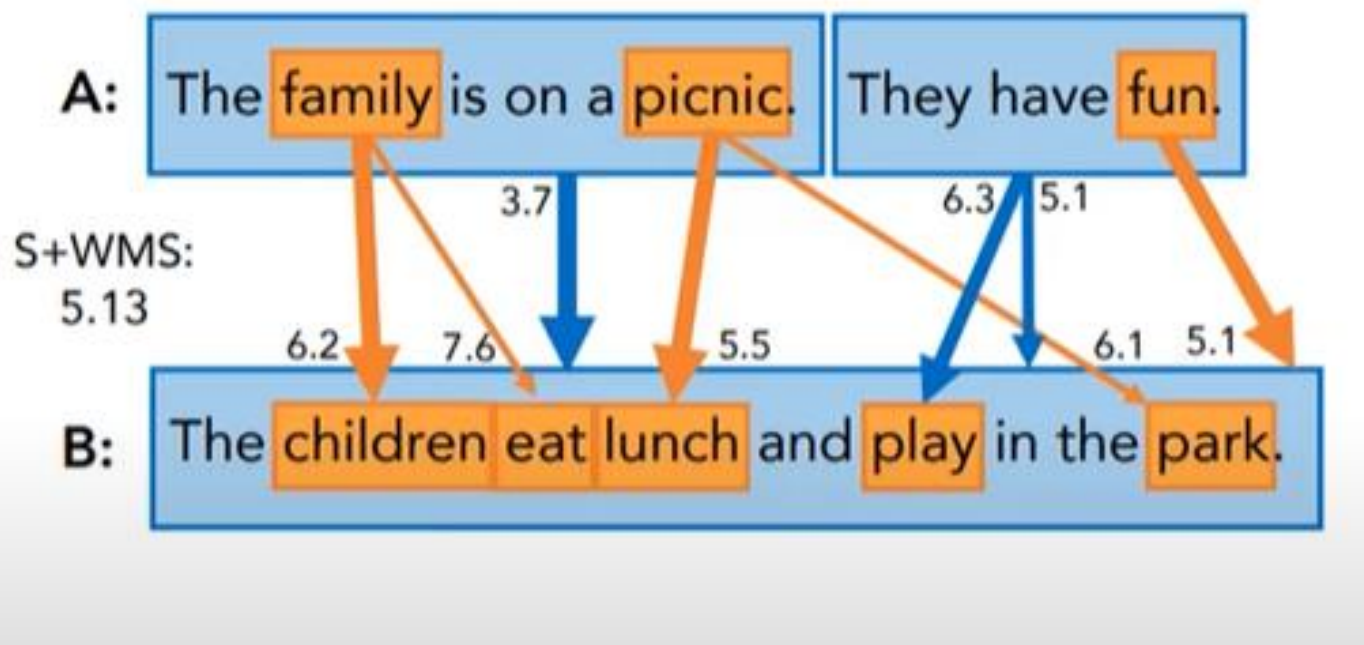 A: The family is on a picnic. They have fun.
3.7 6.3 5.1
S+WMS:
5.13
6.2 7.6 5.5 6.1 5.1
B: The children eat lunch and play in the park.